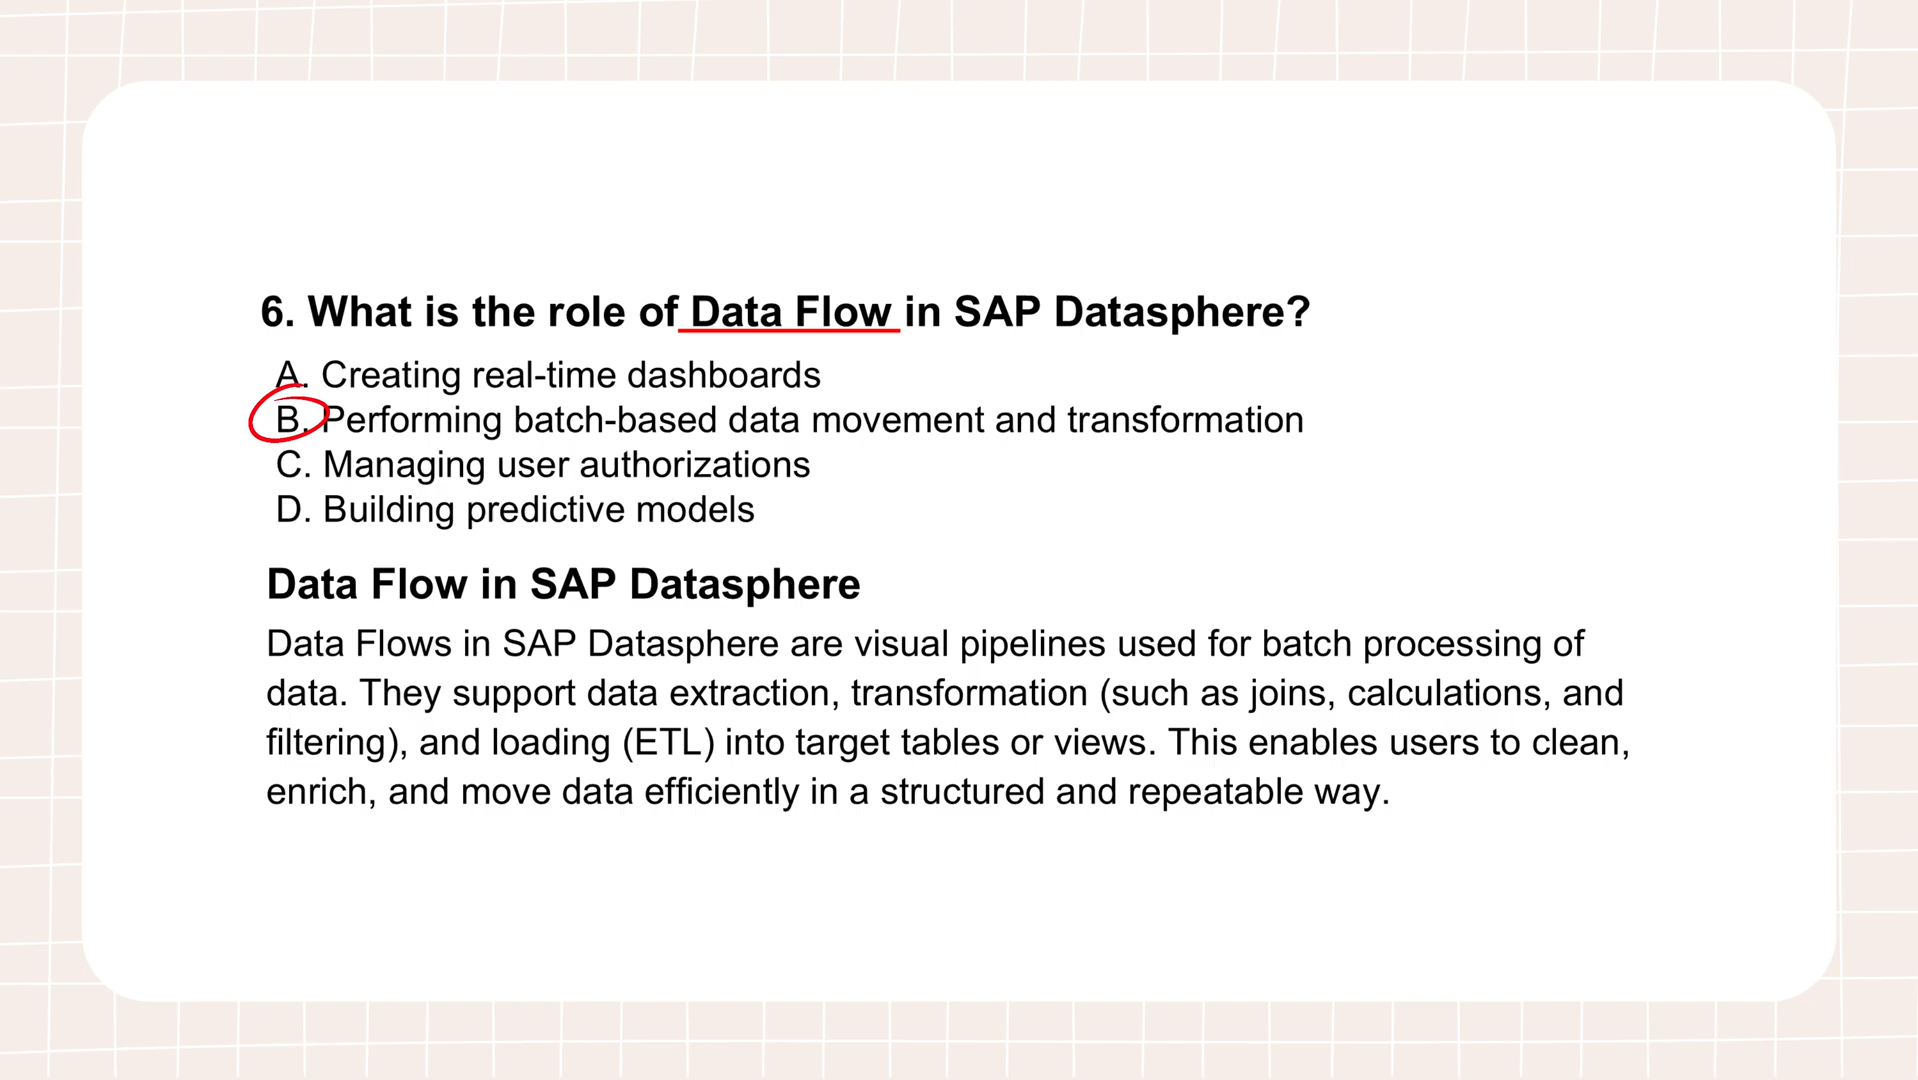 6. What is the role of Data Flow in SAP Datasphere?
A. Creating real-time dashboards
B. Performing batch-based data movement and transformation
C. Managing user authorizations
D. Building predictive models
Data Flow in SAP Datasphere
Data Flows in SAP Datasphere are visual pipelines used for batch processing of
data. They support data extraction, transformation (such as joins, calculations, and
filtering), and loading (ETL) into target tables or views. This enables users to clean,
enrich, and move data efficiently in a structured and repeatable way.